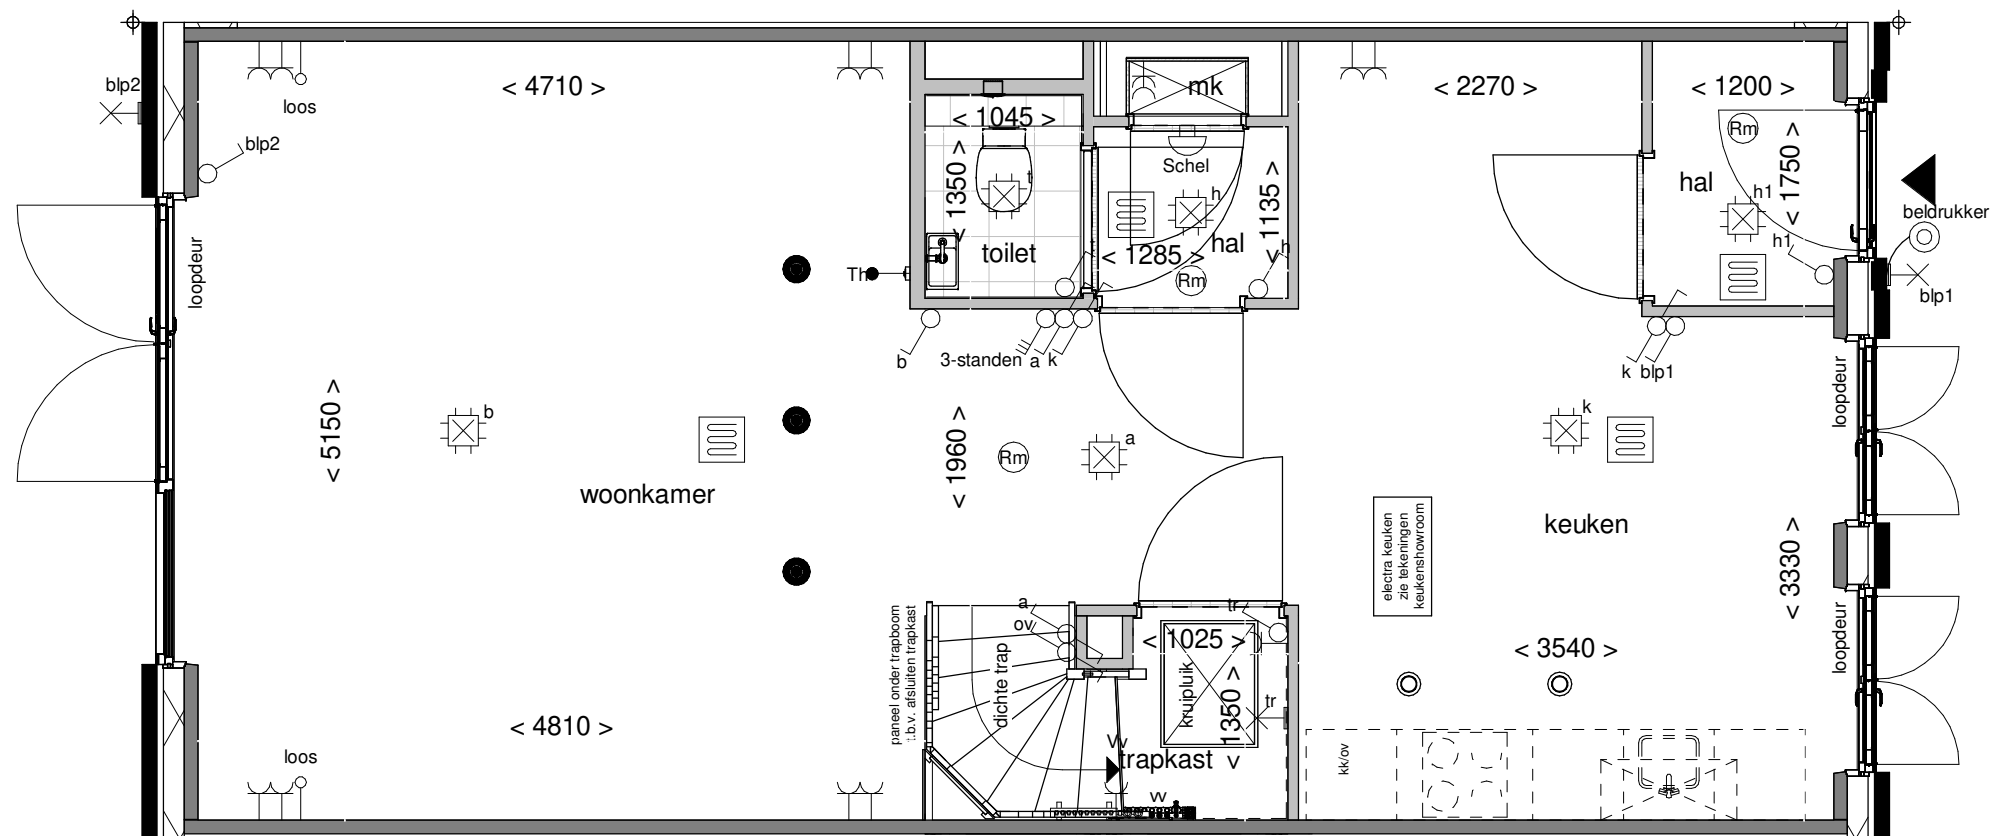 blp2
loos
< 4710 >
mk
< 2270 >
< 1200 >
blp2
< 1045 >
Rm
< 1350 >
t
Schel
< 1135 >
h
hal
h1
< 1750 >
beldrukker
loopdeur
toilet
< 1285 >
hal
h
h1
Th
Rm
blp1
b
3-standen
a
k
k
blp1
loopdeur
< 5150 >
b
< 1960 >
Rm
a
k
woonkamer
keuken
electra keuken
zie tekeningen
keukenshowroom
< 3330 >
a
ov
tr
loopdeur
paneel onder trapboom
t.b.v. afsluiten trapkast
dichte trap
< 1025 >
kruipluik
< 1350 >
tr
< 3540 >
< 4810 >
loos
vv
trapkast
vv
kk/ov